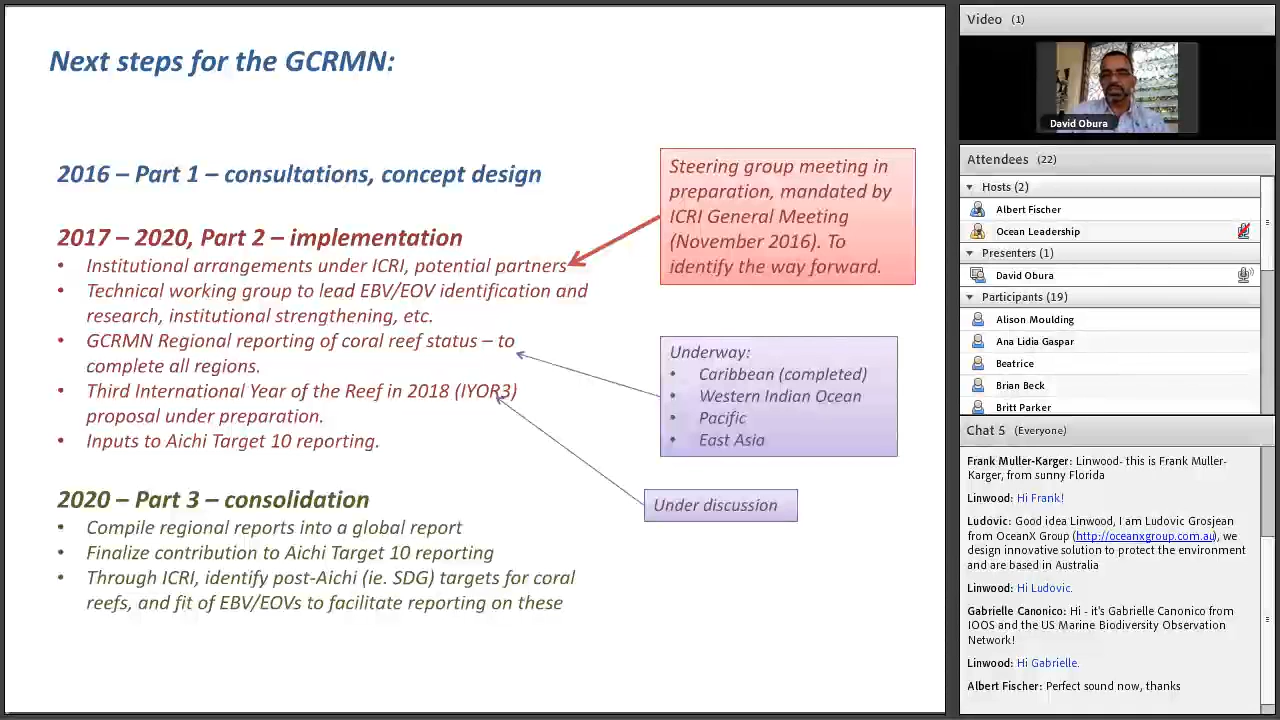 Next steps for the GCRMN:
2016 – Part 1 – consultations, concept design
2017 – 2020, Part 2 – implementation
• Institutional arrangements under ICRI, potential partners
• Technical working group to lead EBV/EOV identification and
research, institutional strengthening, etc.
• GCRMN Regional reporting of coral reef status – to
complete all regions.
• Third International Year of the Reef in 2018 (IYOR3)
proposal under preparation.
• Inputs to Aichi Target 10 reporting.
2020 – Part 3 – consolidation
• Compile regional reports into a global report
• Finalize contribution to Aichi Target 10 reporting
• Through ICRI, identify post-Aichi (ie. SDG) targets for coral
reefs, and fit of EBV/EOVs to facilitate reporting on these
Steering group meeting in
preparation, mandated by
ICRI General Meeting
(November 2016). To
identify the way forward.
Underway:
• Caribbean (completed)
• Western Indian Ocean
• Pacific
• East Asia
Under discussion
Video (1)
David Obura
Attendees (22)
Hosts (2)
Albert Fischer
Ocean Leadership
Presenters (1)
David Obura
Participants (19)
Alison Moulding
Ana Lidia Gaspar
Beatrice
Brian Beck
Britt Parker
Chat 5 (Everyone)
Frank Muller-Karger: Linwood- this is Frank Muller-
Karger, from sunny Florida
Linwood: Hi Frank!
Ludovic: Good idea Linwood, I am Ludovic Grosjean
from OceanX Group (http://oceanxgroup.com.au), we
design innovative solution to protect the environment
and are based in Australia
Linwood: Hi Ludovic.
Gabrielle Canonico: Hi - it's Gabrielle Canonico from
IOOS and the US Marine Biodiversity Observation
Network!
Linwood: Hi Gabrielle.
Albert Fischer: Perfect sound now, thanks